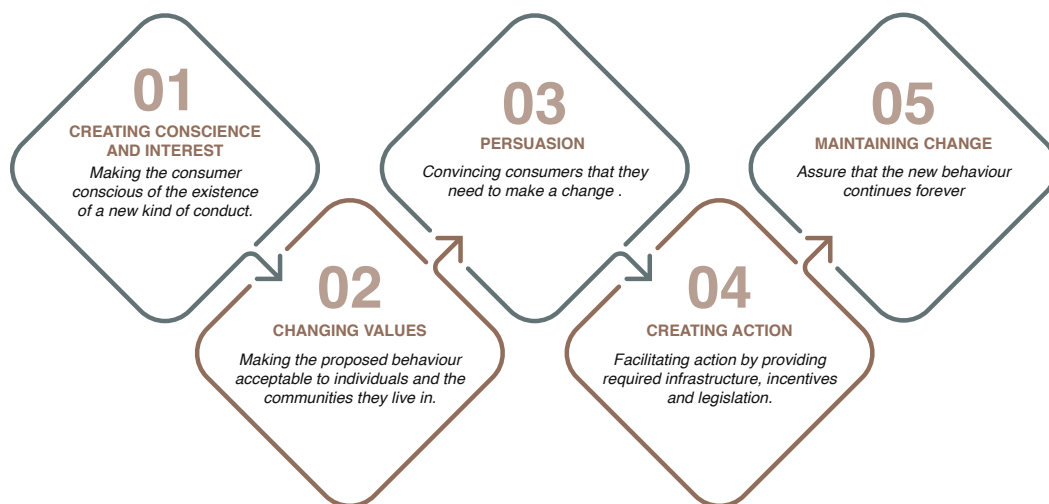 01
CREATING CONSCIENCE
AND INTEREST
Making the consumer
conscious of the existence
of a new kind of conduct.
02
CHANGING VALUES
Making the proposed behaviour
acceptable to individuals and the
communities they live in.
03
PERSUASION
Convincing consumers that they
need to make a change .
04
CREATING ACTION
Facilitating action by providing
required infrastructure, incentives
and legislation.
05
MAINTAINING CHANGE
Assure that the new behaviour
continues forever